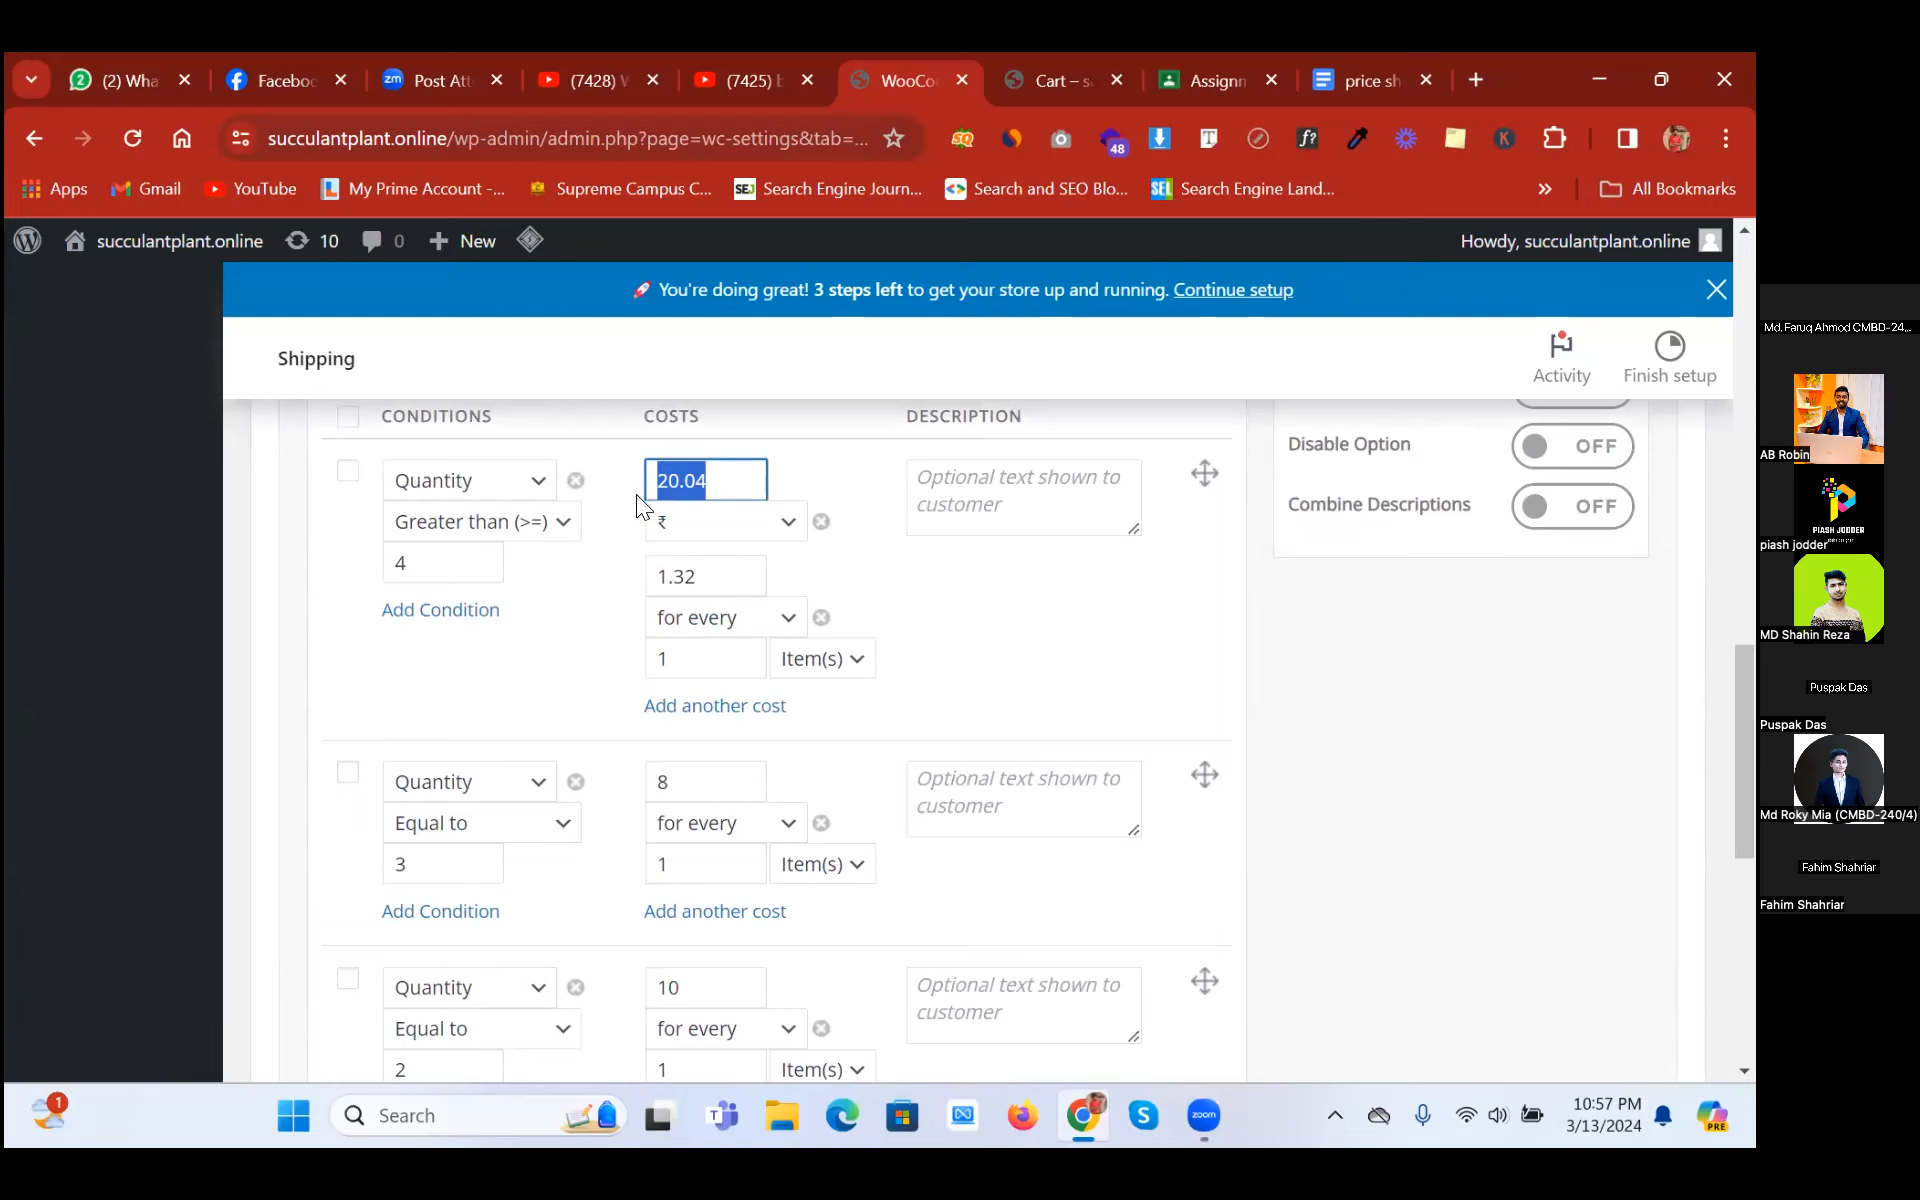 (2) Wha
Faceboo
Post Att
(7428) W
(7425) b
WooCo
Cart – s
Assignn
price sh
succulantplant.online/wp-admin/admin.php?page=wc-settings&tab=...
48
Apps
Gmail
YouTube
My Prime Account -...
Supreme Campus C...
Search Engine Journ...
Search and SEO Blo...
Search Engine Land...
All Bookmarks
succulantplant.online
10
0
New
Howdy, succulantplant.online
You're doing great! 3 steps left to get your store up and running. Continue setup
Shipping
Activity
Finish setup
CONDITIONS
COSTS
DESCRIPTION
Quantity
Greater than (>=)
4
Add Condition
20.04
₹
1.32
for every
1
Item(s)
Add another cost
Optional text shown to
customer
Quantity
Equal to
3
Add Condition
8
for every
1
Item(s)
Add another cost
Optional text shown to
customer
Quantity
Equal to
2
10
for every
1
Item(s)
Optional text shown to
customer
Disable Option
OFF
Combine Descriptions
OFF
Md. Faruq Ahmod CMBD-24...
AB Robin
PIASH JODDER
piash jodder
MD Shahin Reza
Puspak Das
Puspak Das
Md Roky Mia (CMBD-240/4)
Fahim Shahriar
Fahim Shahriar
1
Search
zoom
10:57 PM
3/13/2024
PRE